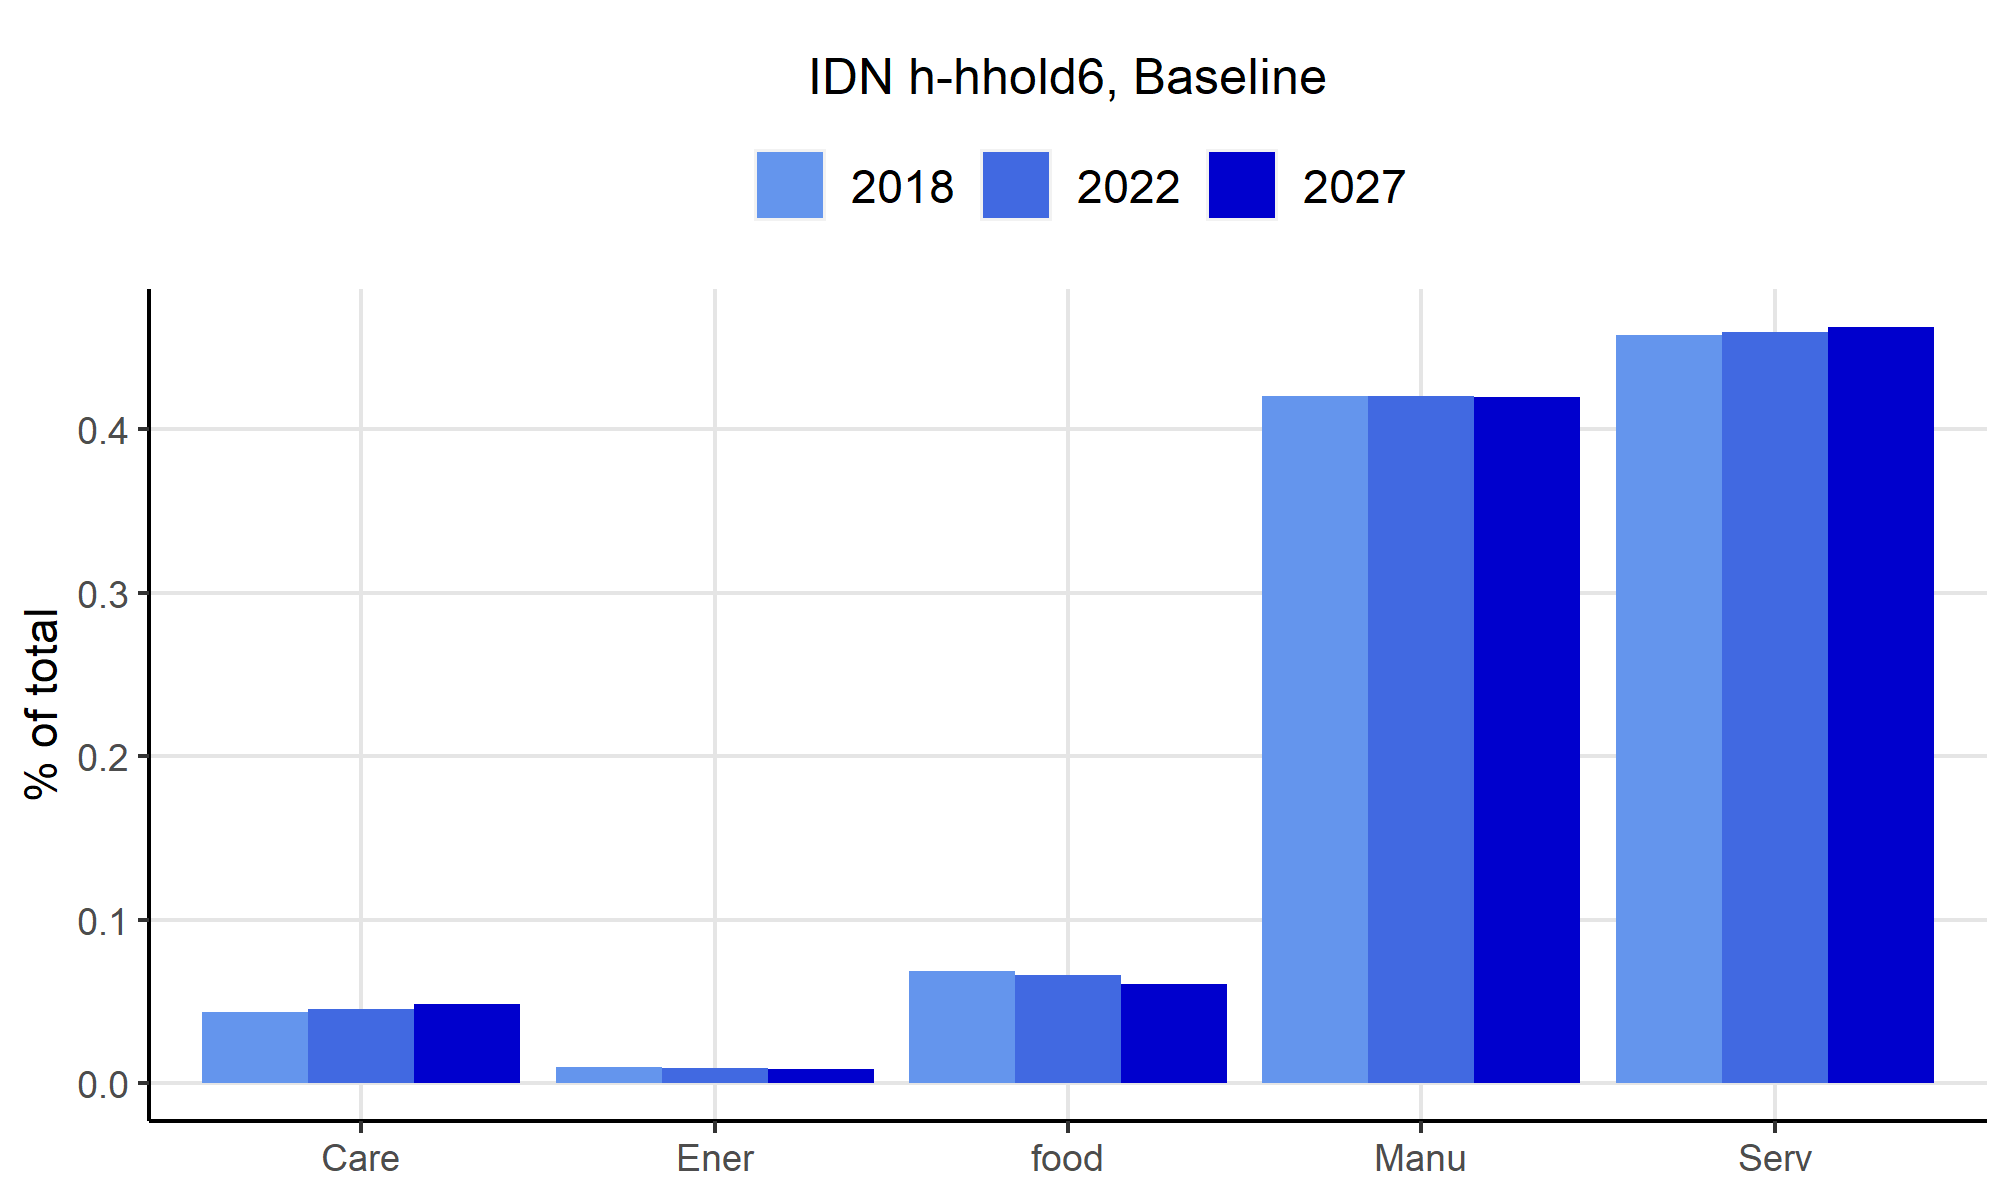 IDN h-hhold6, Baseline
2018 2022 2027
% of total
0.4
0.3
0.2
0.1
0.0
Care Ener food Manu Serv